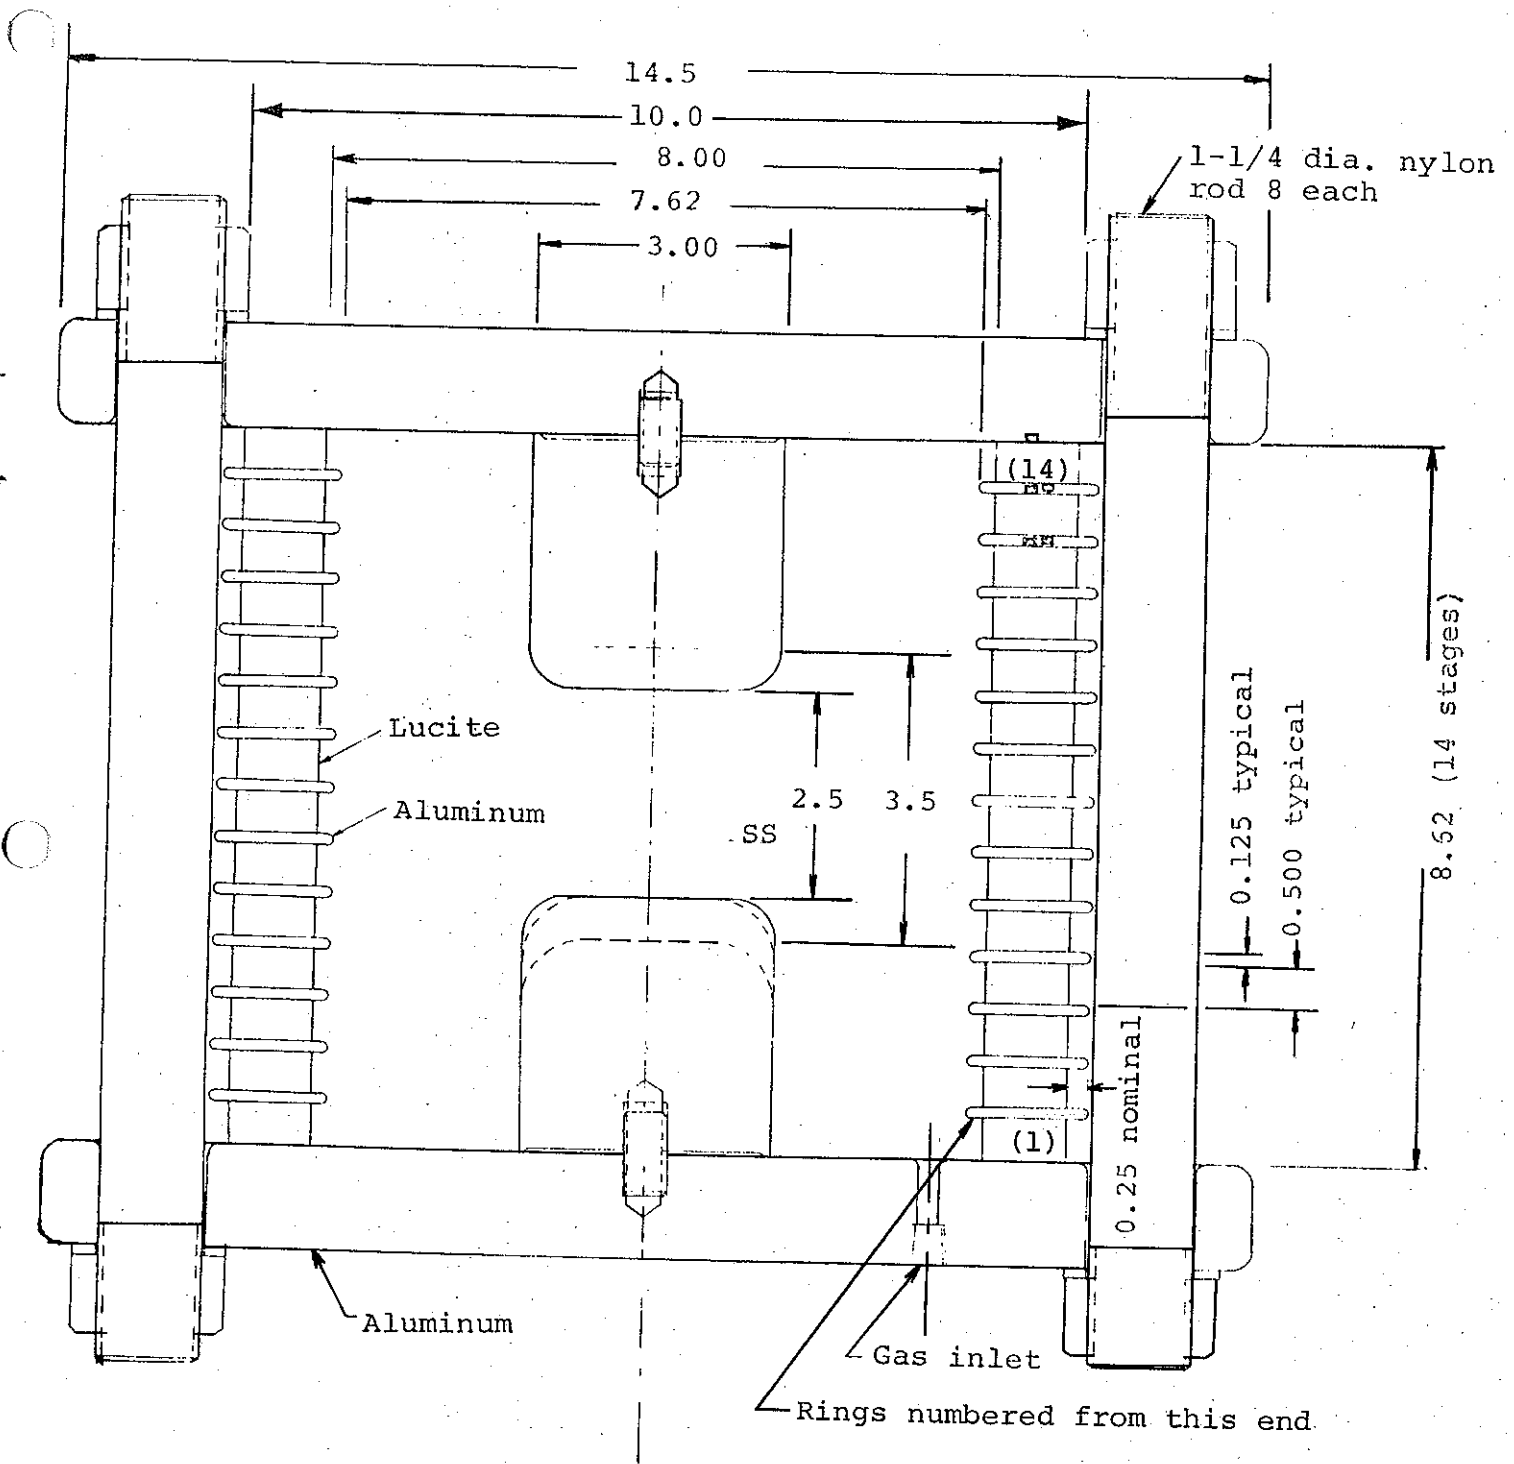 14.5
10.0
8.00
7.62
3.00
1-1/4 dia. nylon
rod 8 each
(14)
Lucite
Aluminum
2.5
3.5
SS
0.125 typical
0.500 typical
8.62 (14 stages)
0.25 nominal
(1)
Aluminum
Gas inlet
Rings numbered from this end